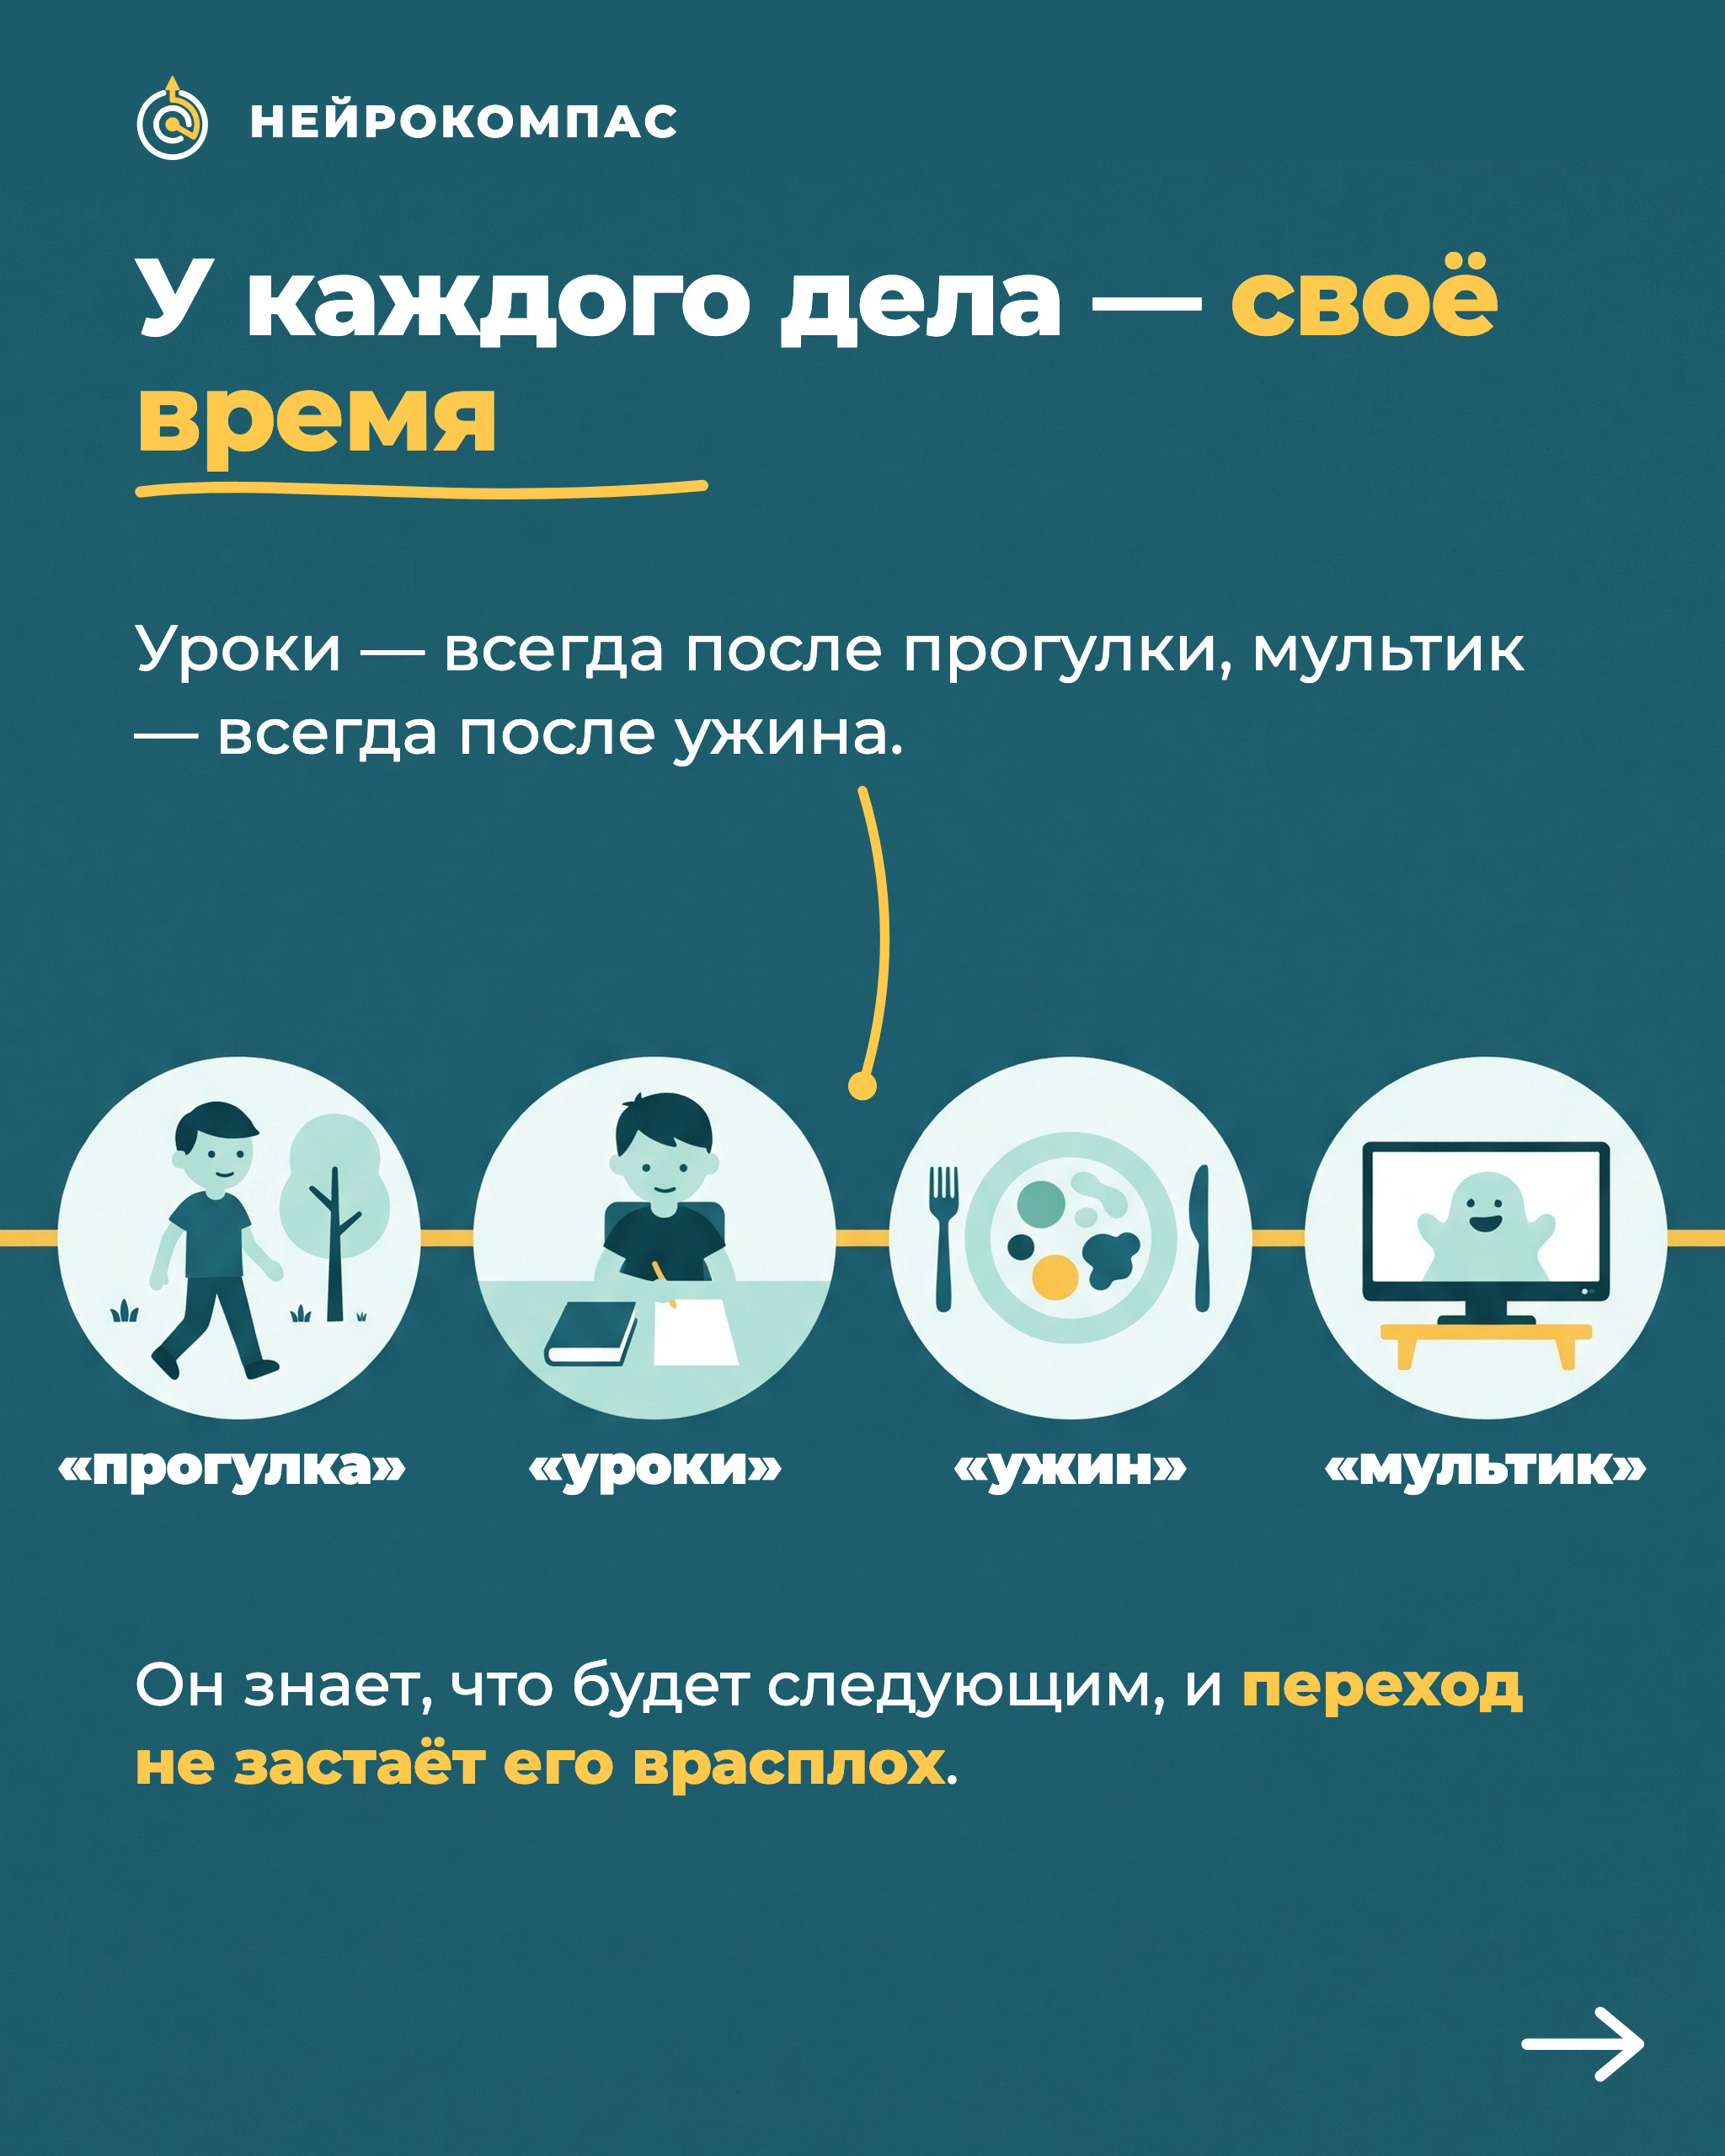 НЕЙРОКОМПАС
У каждого дела — своё
время
Уроки — всегда после прогулки, мультик
— всегда после ужина.
«прогулка» «уроки» «ужин» «мультик»
Он знает, что будет следующим, и переход
не застаёт его врасплох.